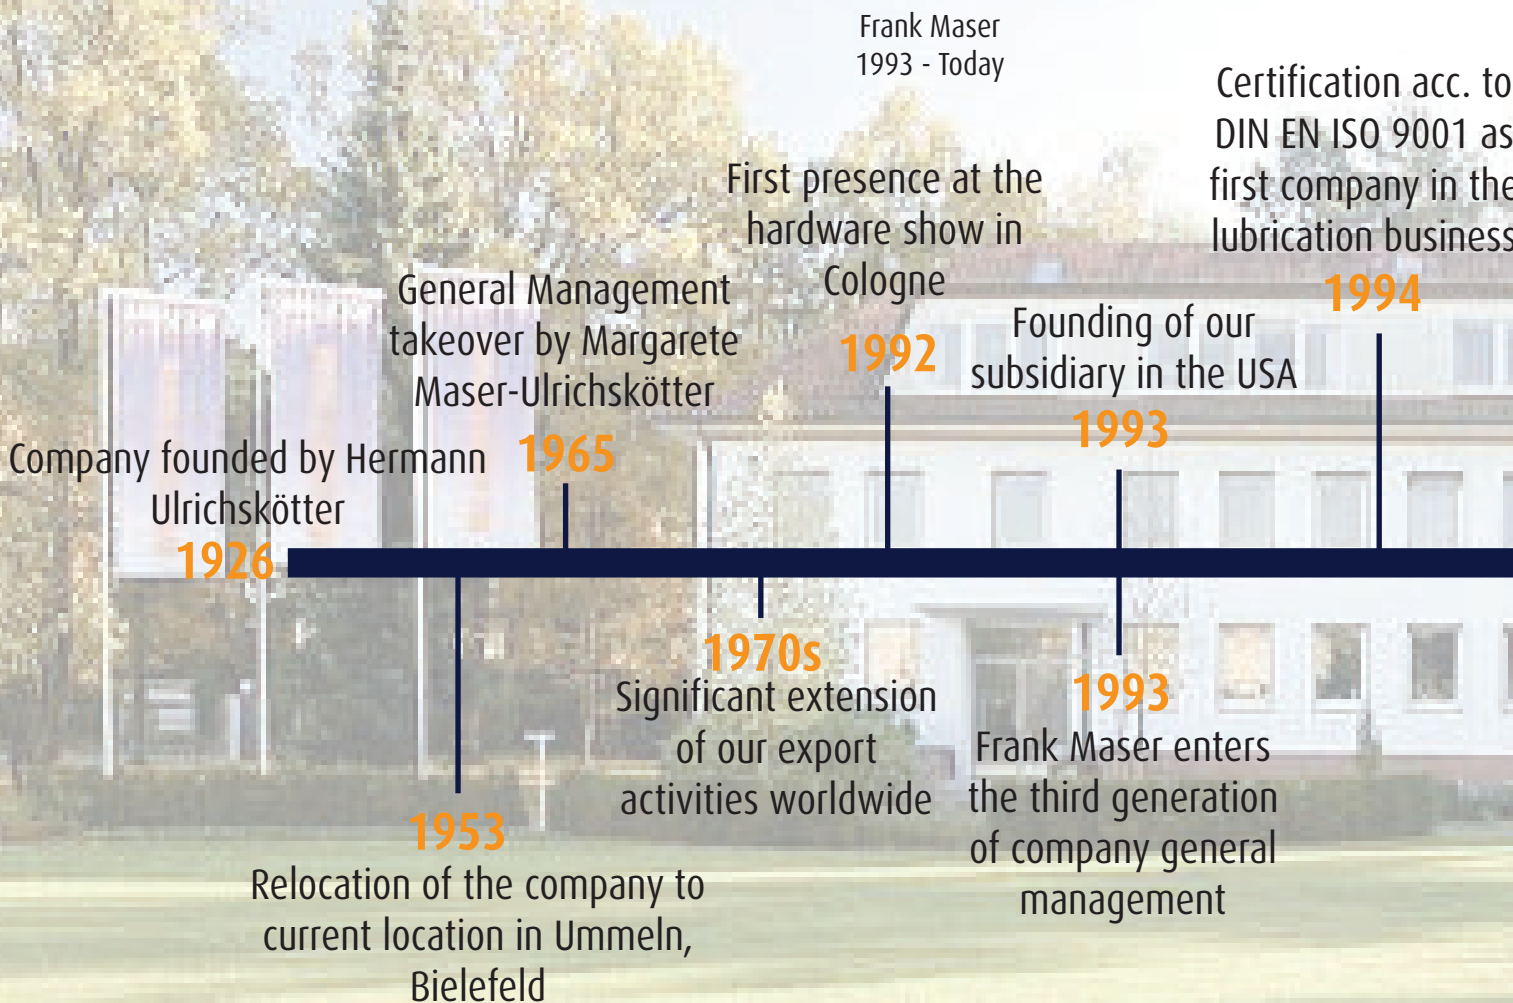 Frank Maser
1993 - Today
Certification acc. to
DIN EN ISO 9001 as
first company in the
lubrication business
1994
First presence at the
hardware show in
Cologne
1992
General Management
takeover by Margarete
Maser-Ulrichskötter
1965
Founding of our
subsidiary in the USA
1993
Company founded by Hermann
Ulrichskötter
1926
1970s
Significant extension
of our export
activities worldwide
1993
Frank Maser enters
the third generation
of company general
management
1953
Relocation of the company to
current location in Ummeln,
Bielefeld